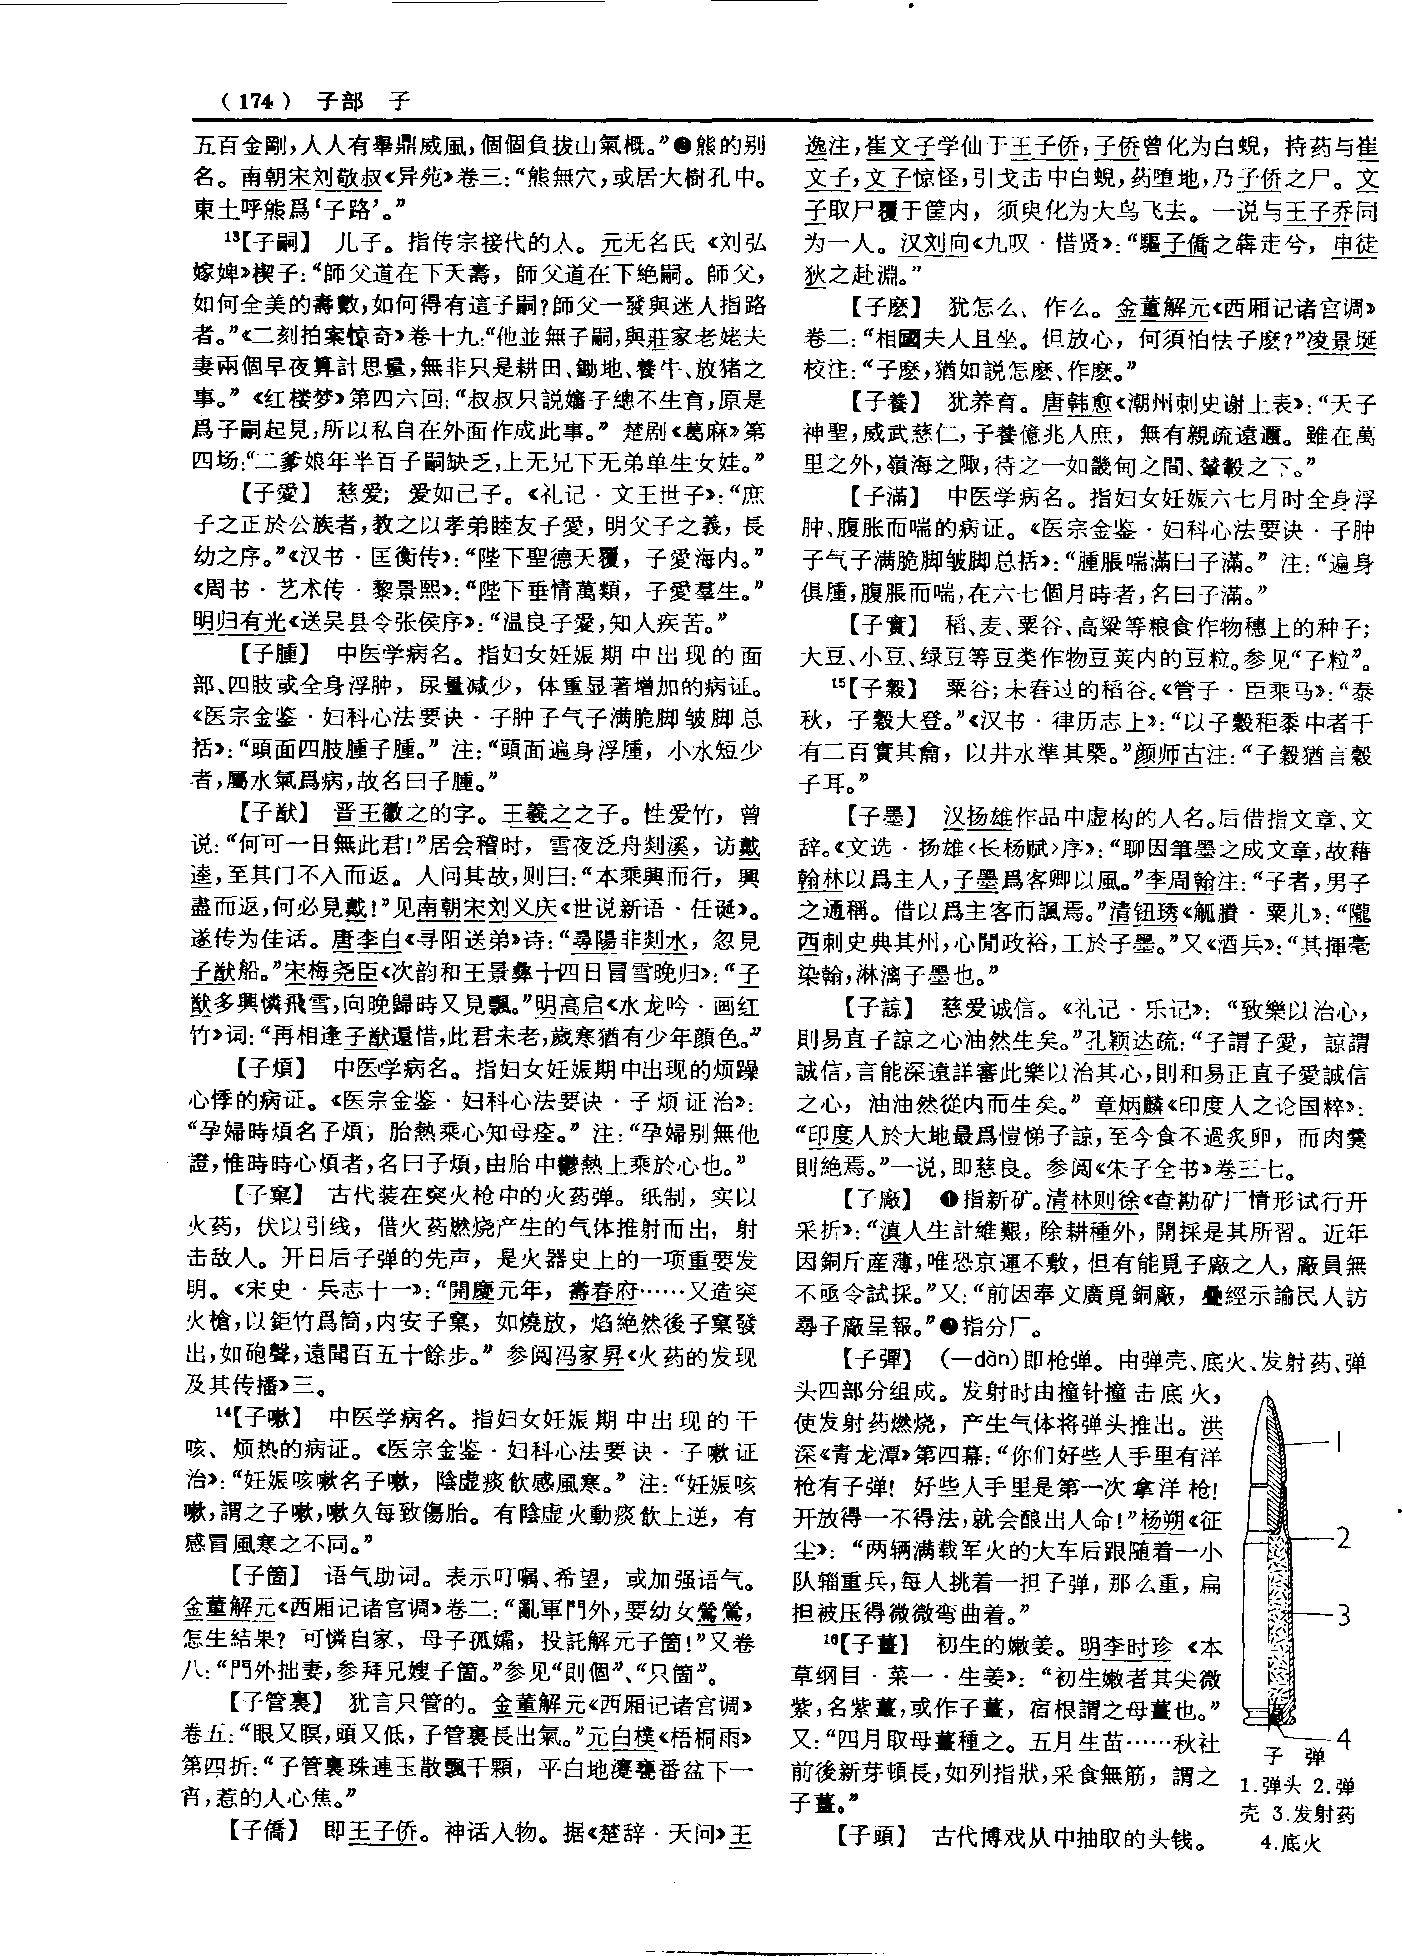 （174）　子部　子
五百金剛，人人有舉鼎威風，個個負拔山氣概。”❷熊的别
名。南朝宋刘敬叔《异苑》卷三：“熊無穴，或居大樹孔中。
東土呼熊爲‘子路’。”
13【子嗣】　儿子。指传宗接代的人。元无名氏《刘弘
嫁婢》楔子：“師父道在下夭壽，師父道在下絶嗣。師父，
如何全美的壽數，如何得有這子嗣？師父一發與迷人指路
者。”《二刻拍案惊奇》卷十九：“他並無子嗣，與莊家老姥夫
妻兩個早夜算計思量，無非只是耕田、鋤地、養牛、放猪之
事。”《红楼梦》第四六回：“叔叔只説嬸子總不生育，原是
爲子嗣起見，所以私自在外面作成此事。”楚剧《葛麻》第
四场：“二爹娘年半百子嗣缺乏，上无兄下无弟单生女娃。”
【子愛】　慈爱；爱如己子。《礼记·文王世子》：“庶
子之正於公族者，教之以孝弟睦友子愛，明父子之義，長
幼之序。”《汉书·匡衡传》：“陛下聖德天覆，子愛海内。”
《周书·艺术传·黎景熙》：“陛下垂情萬類，子愛羣生。”
明归有光《送吴县令张侯序》：“温良子愛，知人疾苦。”
【子腫】　中医学病名。指妇女妊娠期中出现的面
部、四肢或全身浮肿，尿量减少，体重显著增加的病证。
《医宗金鉴·妇科心法要诀·子肿子气子满脆脚皱脚总
括》：“頭面四肢腫子腫。”注：“頭面遍身浮腫，小水短少
者，屬水氣爲病，故名曰子腫。”
【子猷】　晋王徽之的字。王羲之之子。性爱竹，曾
说：“何可一日無此君！”居会稽时，雪夜泛舟剡溪，访戴
逵，至其门不入而返。人问其故，则曰：“本乘興而行，興
盡而返，何必見戴！”见南朝宋刘义庆《世说新语·任诞》。
遂传为佳话。唐李白《寻阳送弟》诗：“尋陽非剡水，忽見
子猷船。”宋梅尧臣《次韵和王景彝十四日冒雪晚归》：“子
猷多興憐飛雪，向晚歸時又見飄。”明高启《水龙吟·画红
竹》词：“再相逢子猷還借，此君未老，歲寒猶有少年顔色。”
【子煩】　中医学病名。指妇女妊娠期中出现的烦躁
心悸的病证。《医宗金鉴·妇科心法要诀·子烦证治》：
“孕婦時煩名子煩，胎熱乘心知母痊。”注：“孕婦别無他
證，惟時時心煩者，名曰子煩，由胎中鬱熱上乘於心也。”
【子窠】　古代装在突火枪中的火药弹。纸制，实以
火药，伏以引线，借火药燃烧产生的气体推射而出，射
击敌人。开日后子弹的先声，是火器史上的一项重要发
明。《宋史·兵志十一》：“開慶元年，壽春府……又造突
火槍，以鉅竹爲筒，内安子窠，如燒放，焰絶然後子窠發
出，如砲聲，遠聞百五十餘步。”参阅冯家昇《火药的发现
及其传播》三。
14【子嗽】　中医学病名。指妇女妊娠期中出现的干
咳、烦热的病证。《医宗金鉴·妇科心法要诀·子嗽证
治》：“妊娠咳嗽名子嗽，陰虚痰飲感風寒。”注：“妊娠咳
嗽，謂之子嗽，嗽久每致傷胎。有陰虚火動痰飲上逆，有
感冒風寒之不同。”
【子箇】　语气助词。表示叮嘱、希望，或加强语气。
金董解元《西厢记诸宫调》卷二：“亂軍門外，要幼女鶯鶯，
怎生結果？可憐自家，母子孤孀，投託解元子箇！”又卷
八：“門外拙妻，參拜兄嫂子箇。”参见“則個”、“只箇”。
【子管裏】　犹言只管的。金董解元《西厢记诸宫调》
卷五：“眼又瞑，頭又低，子管裏長出氣。”元白樸《梧桐雨》
第四折：“子管裏珠連玉散飄千顆，平白地瀽甕番盆下一
宵，惹的人心焦。”
【子僑】　即王子侨。神话人物。据《楚辞·天问》王
逸注，崔文子学仙于王子侨，子侨曾化为白蜺，持药与崔
文子，文子惊怪，引戈击中白蜺，药堕地，乃子侨之尸。文
子取尸覆于筐内，须臾化为大鸟飞去。一说与王子乔同
为一人。汉刘向《九叹·惜贤》：“驅子僑之犇走兮，申徒
狄之赴淵。”
【子麽】　犹怎么、作么。金董解元《西厢记诸宫调》
卷二：“相國夫人且坐。但放心，何須怕怯子麽？”凌景埏
校注：“子麽，猶如説怎麽、作麽。”
【子養】　犹养育。唐韩愈《潮州刺史谢上表》：“天子
神聖，威武慈仁，子養億兆人庶，無有親疏遠邇。雖在萬
里之外，嶺海之陬，待之一如畿甸之間、輦轂之下。”
【子滿】　中医学病名。指妇女妊娠六七月时全身浮
肿、腹胀而喘的病证。《医宗金鉴·妇科心法要诀·子肿
子气子满脆脚皱脚总括》：“腫脹喘滿曰子滿。”注：“遍身
俱腫，腹脹而喘，在六七個月時者，名曰子滿。”
【子實】　稻、麦、粟谷、高粱等粮食作物穗上的种子；
大豆、小豆、绿豆等豆类作物豆荚内的豆粒。参见“子粒”。
15【子穀】　粟谷；未舂过的稻谷。《管子·臣乘马》：“泰
秋，子穀大登。”《汉书·律历志上》：“以子穀秬黍中者千
有二百實其龠，以井水準其槩。”颜师古注：“子穀猶言穀
子耳。”
【子墨】　汉扬雄作品中虚构的人名。后借指文章、文
辞。《文选·扬雄〈长杨赋〉序》：“聊因筆墨之成文章，故藉
翰林以爲主人，子墨爲客卿以風。”李周翰注：“子者，男子
之通稱。借以爲主客而諷焉。”清钮琇《觚賸·粟儿》：“隴
西刺史典其州，心閒政裕，工於子墨。”又《酒兵》：“其揮毫
染翰，淋漓子墨也。”
【子諒】　慈爱诚信。《礼记·乐记》：“致樂以治心，
則易直子諒之心油然生矣。”孔颖达疏：“子謂子愛，諒謂
誠信，言能深遠詳審此樂以治其心，則和易正直子愛誠信
之心，油油然從内而生矣。”章炳麟《印度人之论国粹》：
“印度人於大地最爲愷悌子諒，至今食不過炙卵，而肉羹
則絶焉。”一说，即慈良。参阅《朱子全书》卷三七。
【子廠】　❶指新矿。清林则徐《查勘矿厂情形试行开
采折》：“滇人生計維艱，除耕種外，開採是其所習。近年
因銅斤産薄，唯恐京運不敷，但有能覓子廠之人，廠員無
不亟令試採。”又：“前因奉文廣覓銅廠，疊經示諭民人訪
尋子廠呈報。”❷指分厂。
【子彈】　（—dàn）即枪弹。由弹壳、底火、发射药、弹
头四部分组成。发射时由撞针撞击底火，
使发射药燃烧，产生气体将弹头推出。洪
深《青龙潭》第四幕：“你们好些人手里有洋
枪有子弹！好些人手里是第一次拿洋枪！
开放得一不得法，就会酿出人命！”杨朔《征
尘》：“两辆满载军火的大车后跟随着一小
队辎重兵，每人挑着一担子弹，那么重，扁
担被压得微微弯曲着。”
16【子薑】　初生的嫩姜。明李时珍《本
草纲目·菜一·生姜》：“初生嫩者其尖微
紫，名紫薑，或作子薑，宿根謂之母薑也。”
又：“四月取母薑種之。五月生苗……秋社
前後新芽頓長，如列指狀，采食無筋，謂之
子薑。”
【子頭】　古代博戏从中抽取的头钱。
1
2
3
4
子　弹
1.弹头 2.弹
壳 3.发射药
4.底火